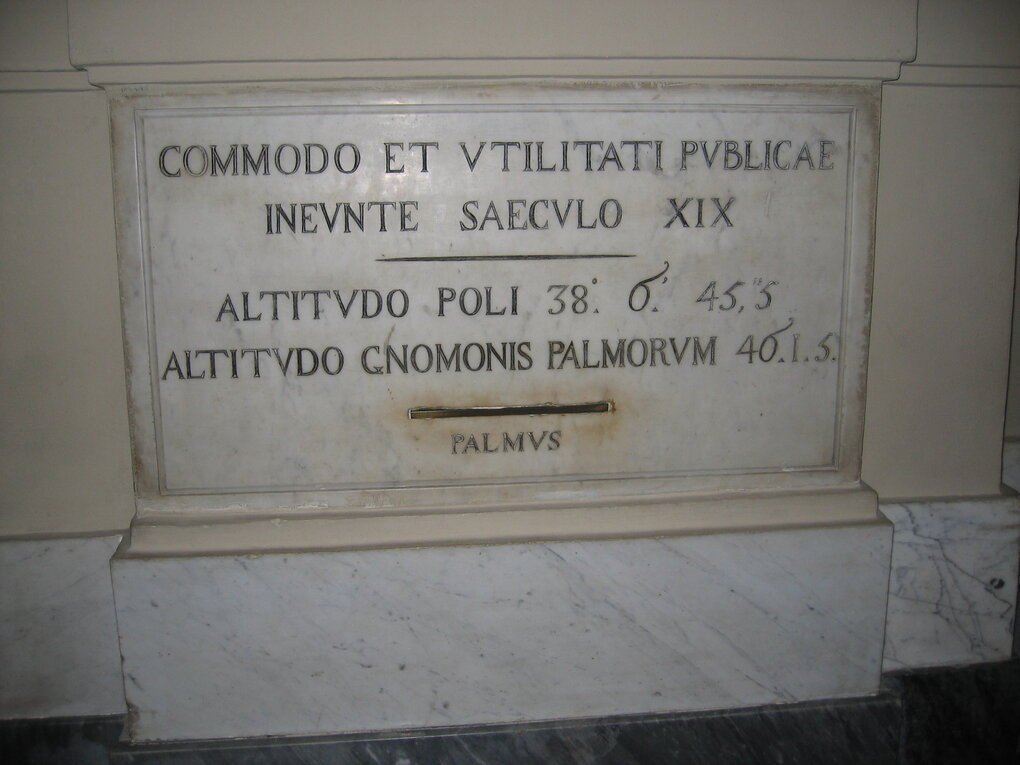 COMMODO ET VTILITATI PVBLICAE
INEVNTE SAECVLO XIX
ALTITVDO POLI 38.° 6.' 45,"5
ALTITVDO GNOMONIS PALMORVM 46.1.5.
PALMVS